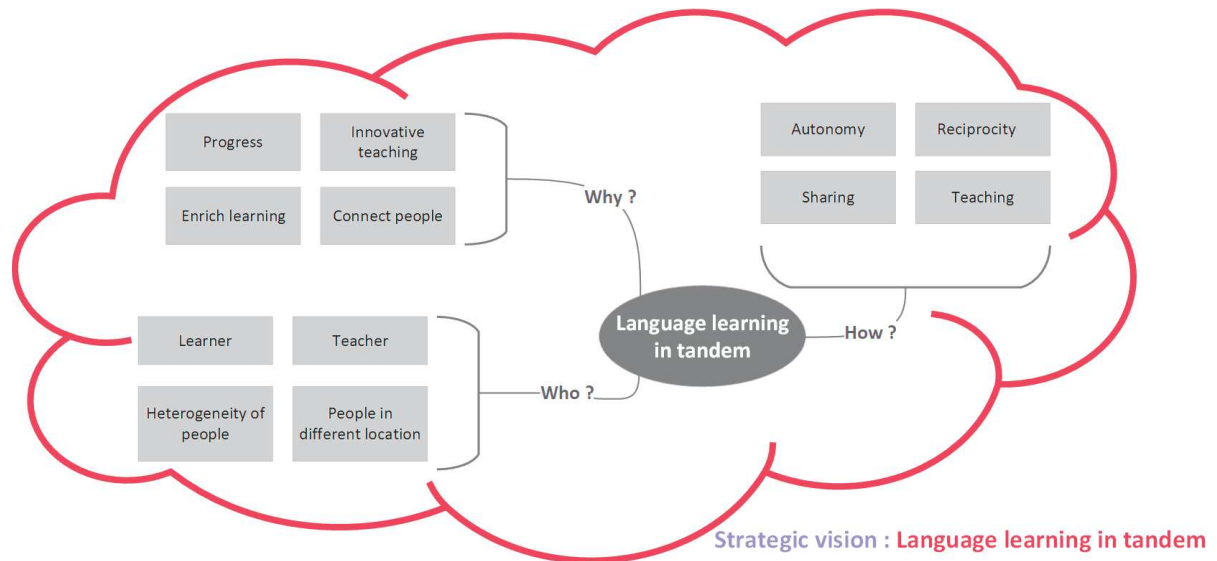 Progress
Innovative
teaching
Enrich learning
Connect people
Why ?
Autonomy
Reciprocity
Sharing
Teaching
How ?
Language learning
in tandem
Learner
Teacher
Heterogeneity of
people
People in
different location
Who ?
Strategic vision : Language learning in tandem